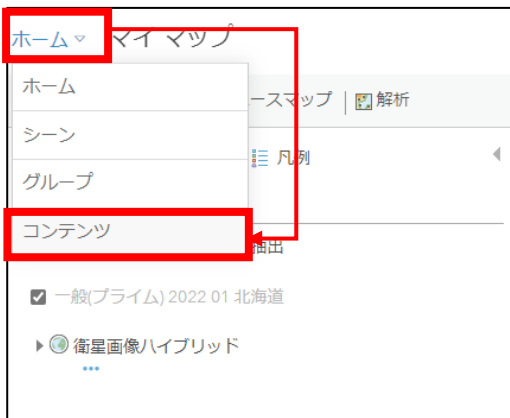 ホーム▽ マイ マップ
ホーム
ースマップ | 解析
シーン
凡例
グループ
コンテンツ
抽出
一般(プライム) 2022 01 北海道
衛星画像ハイブリッド
•••